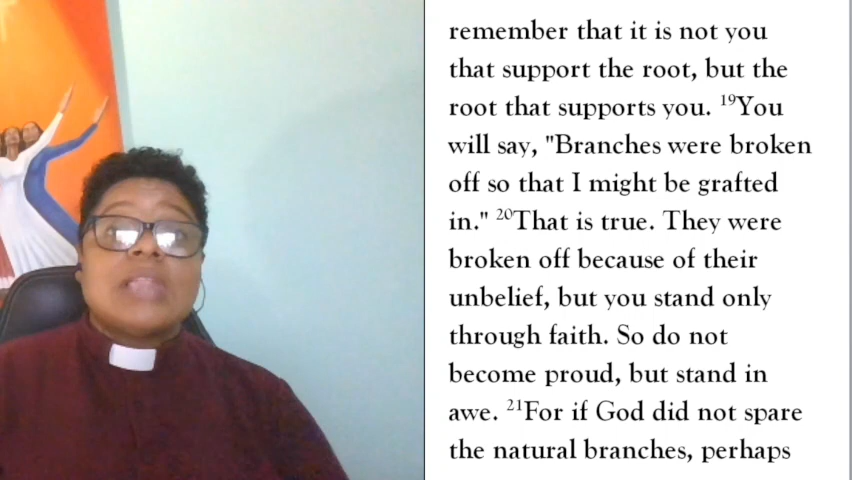 remember that it is not you
that support the root, but the
root that supports you. ¹⁹You
will say, "Branches were broken
off so that I might be grafted
in." ²⁰That is true. They were
broken off because of their
unbelief, but you stand only
through faith. So do not
become proud, but stand in
awe. ²¹For if God did not spare
the natural branches, perhaps